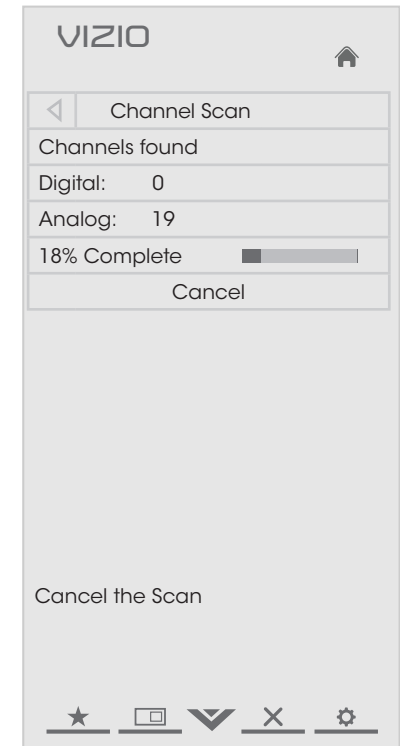 VIZIO
Channel Scan
Channels found
Digital: 0
Analog: 19
18% Complete
Cancel
Cancel the Scan